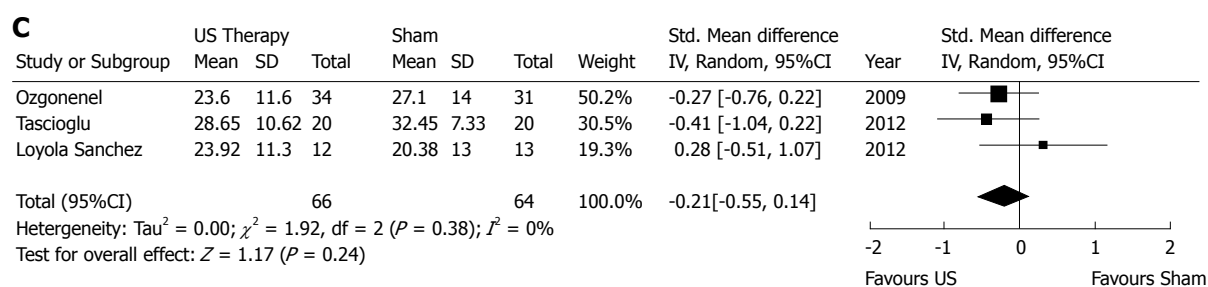 C
US Therapy Sham Std. Mean difference Std. Mean difference
Study or Subgroup Mean SD Total Mean SD Total Weight IV, Random, 95%CI Year IV, Random, 95%CI
Ozgonenel 23.6 11.6 34 27.1 14 31 50.2% -0.27 [-0.76, 0.22] 2009
Tascioglu 28.65 10.62 20 32.45 7.33 20 30.5% -0.41 [-1.04, 0.22] 2012
Loyola Sanchez 23.92 11.3 12 20.38 13 13 19.3% 0.28 [-0.51, 1.07] 2012
Total (95%CI) 66 64 100.0% -0.21[-0.55, 0.14]
Hetergeneity: Tau² = 0.00; χ² = 1.92, df = 2 (P = 0.38); I² = 0%
Test for overall effect: Z = 1.17 (P = 0.24)
-2 -1 0 1 2
Favours US Favours Sham